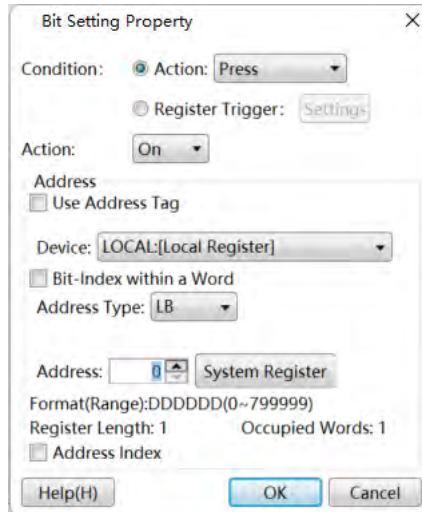 Bit Setting Property
Condition: Action: Press
Register Trigger: Settings
Action: On
Address
Use Address Tag
Device: LOCAL:[Local Register]
Bit-Index within a Word
Address Type: LB
Address: 0 System Register
Format(Range):DDDDDD(0~799999)
Register Length: 1 Occupied Words: 1
Address Index
Help(H) OK Cancel